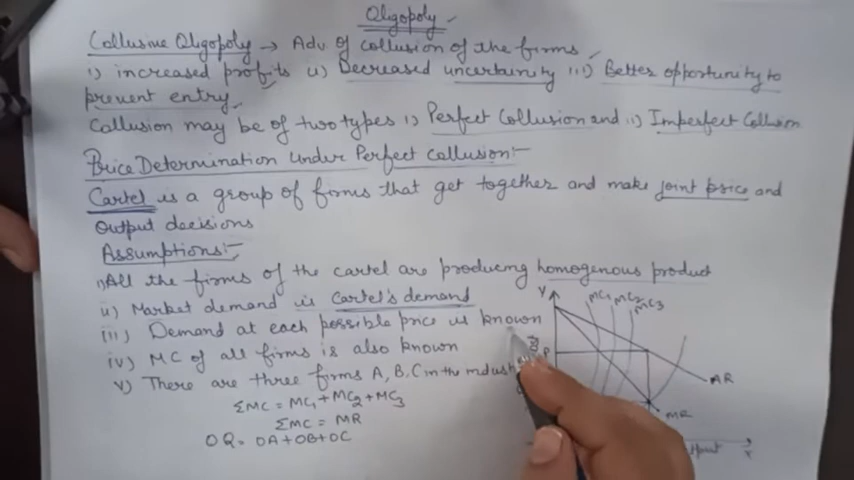 Oligopoly
Collusive Oligopoly → Adv of collusion of the firms
i) increased profits ii) Decreased uncertainty iii) Better opportunity to
prevent entry
Collusion may be of two types i) Perfect Collusion and ii) Imperfect Collusion
Price Determination Under Perfect Collusion:-
Cartel is a group of firms that get together and make joint price and
output decisions
Assumptions:-
i) All the firms of the cartel are producing homogenous product
ii) Market demand is Cartel's demand
iii) Demand at each possible price is known
iv) MC of all firms is also known
v) There are three firms A, B, C in the
ΣMC = MC1 + MC2 + MC3
ΣMC = MR
OQ = OA + OB + OC
Y
MC1 MC2 MC3
P
AR
MR
X